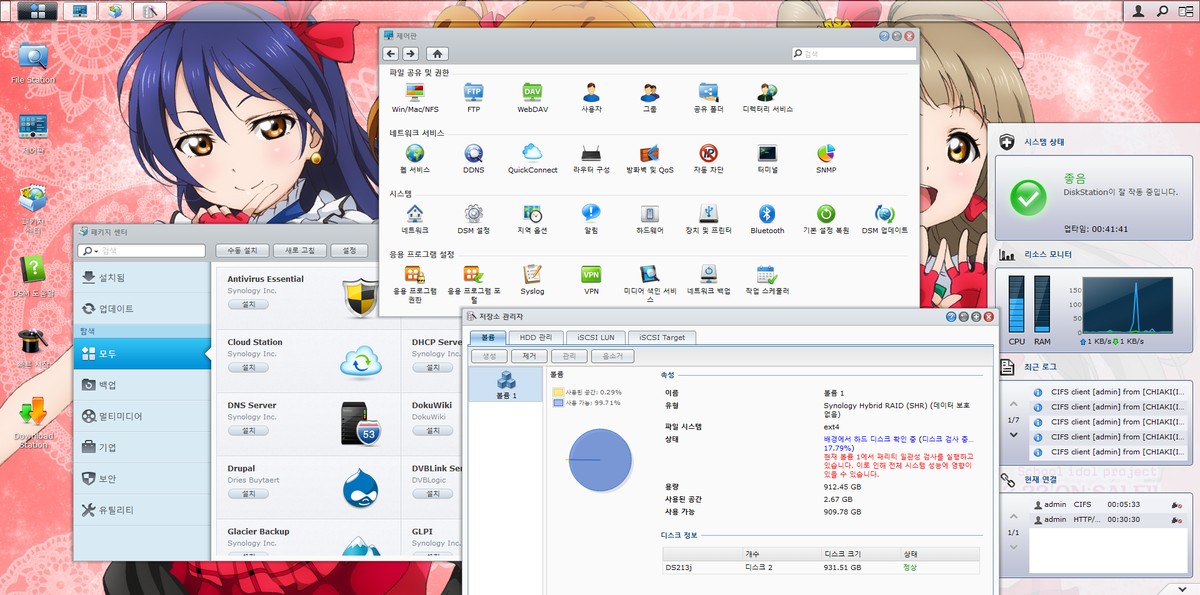 File Station
제어판
패키지
센터
DSM 도움말
Download
Station
제어판
검색
파일 공유 및 권한
Win/Mac/NFS
FTP
FTP
DAV
WebDAV
사용자
그룹
공유 폴더
디렉터리 서비스
네트워크 서비스
웹 서비스
DDNS
QuickConnect
라우터 구성
방화벽 및 QoS
자동 차단
터미널
SNMP
시스템
네트워크
DSM 설정
지역 옵션
알림
하드웨어
장치 및 프린터
Bluetooth
기본 설정 복원
DSM 업데이트
응용 프로그램 설정
응용 프로그램
권한
응용 프로그램 포
털
Syslog
VPN
VPN
미디어 색인 서비
스
네트워크 백업
작업 스케줄러
패키지 센터
검색
수동 설치
새로 고침
설정
설치됨
업데이트
탐색
모두
백업
멀티미디어
기업
보안
유틸리티
Antivirus Essential
Synology Inc.
설치
Cloud Station
Synology Inc.
설치
DHCP Serve
Synology Inc.
설치
DNS Server
Synology Inc.
설치
53
DokuWiki
DokuWiki
설치
Drupal
Dries Buytaert
설치
DVBLink Ser
DVBLogic
설치
Glacier Backup
Synology Inc.
GLPI
Synology Inc.
저장소 관리자
볼륨
HDD 관리
iSCSI LUN
iSCSI Target
생성
제거
관리
음소거
볼륨 1
볼륨
사용된 공간: 0.29%
사용 가능: 99.71%
속성
이름
볼륨 1
유형
Synology Hybrid RAID (SHR) (데이터 보호
없음)
파일 시스템
ext4
상태
배경에서 하드 디스크 확인 중 (디스크 검사 중...
17.79%)
현재 볼륨 1에서 패리티 일관성 검사를 실행하고
있습니다. 이로 인해 전체 시스템 성능에 영향이
있을 수 있습니다.
용량
912.45 GB
사용된 공간
2.67 GB
사용 가능
909.78 GB
디스크 정보
개수
디스크 크기
상태
DS213j
디스크 2
931.51 GB
정상
시스템 상태
좋음
DiskStation이 잘 작동 중입니다.
업타임: 00:41:41
리소스 모니터
CPU
RAM
150
100
50
0
1 KB/s
1 KB/s
최근 로그
1/7
CIFS client [admin] from [CHIAKI(I...
CIFS client [admin] from [CHIAKI(I...
CIFS client [admin] from [CHIAKI(I...
CIFS client [admin] from [CHIAKI(I...
CIFS client [admin] from [CHIAKI(I...
School idol project
현재 연결
1/1
admin CIFS 00:05:33
admin HTTP/... 00:30:30